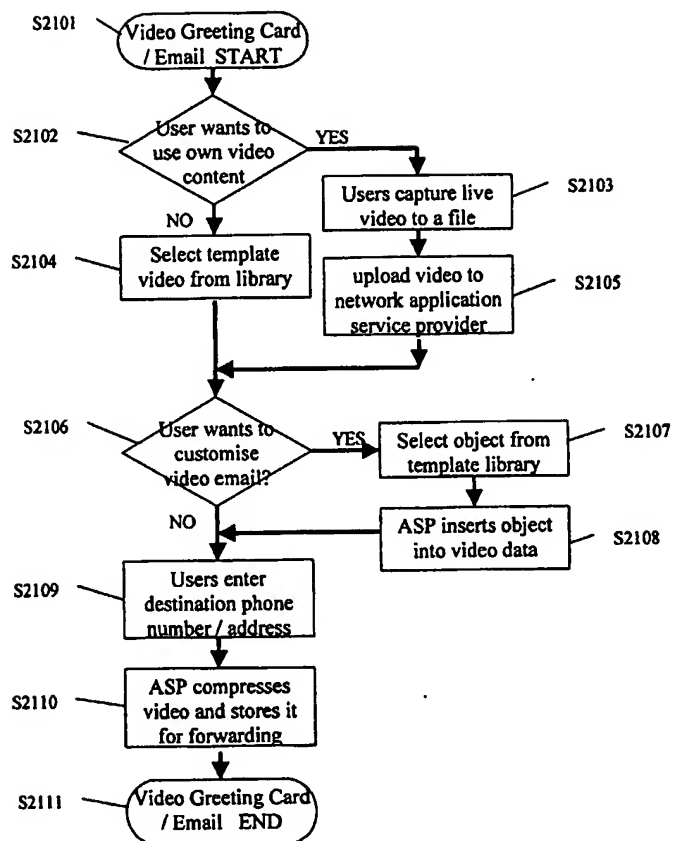 S2101
Video Greeting Card
/ Email START
S2102
User wants to
use own video
content
YES
NO
S2103
Users capture live
video to a file
S2104
Select template
video from library
S2105
upload video to
network application
service provider
S2106
User wants to
customise
video email?
YES
NO
S2107
Select object from
template library
S2108
ASP inserts object
into video data
S2109
Users enter
destination phone
number / address
S2110
ASP compresses
video and stores it
for forwarding
S2111
Video Greeting Card
/ Email END